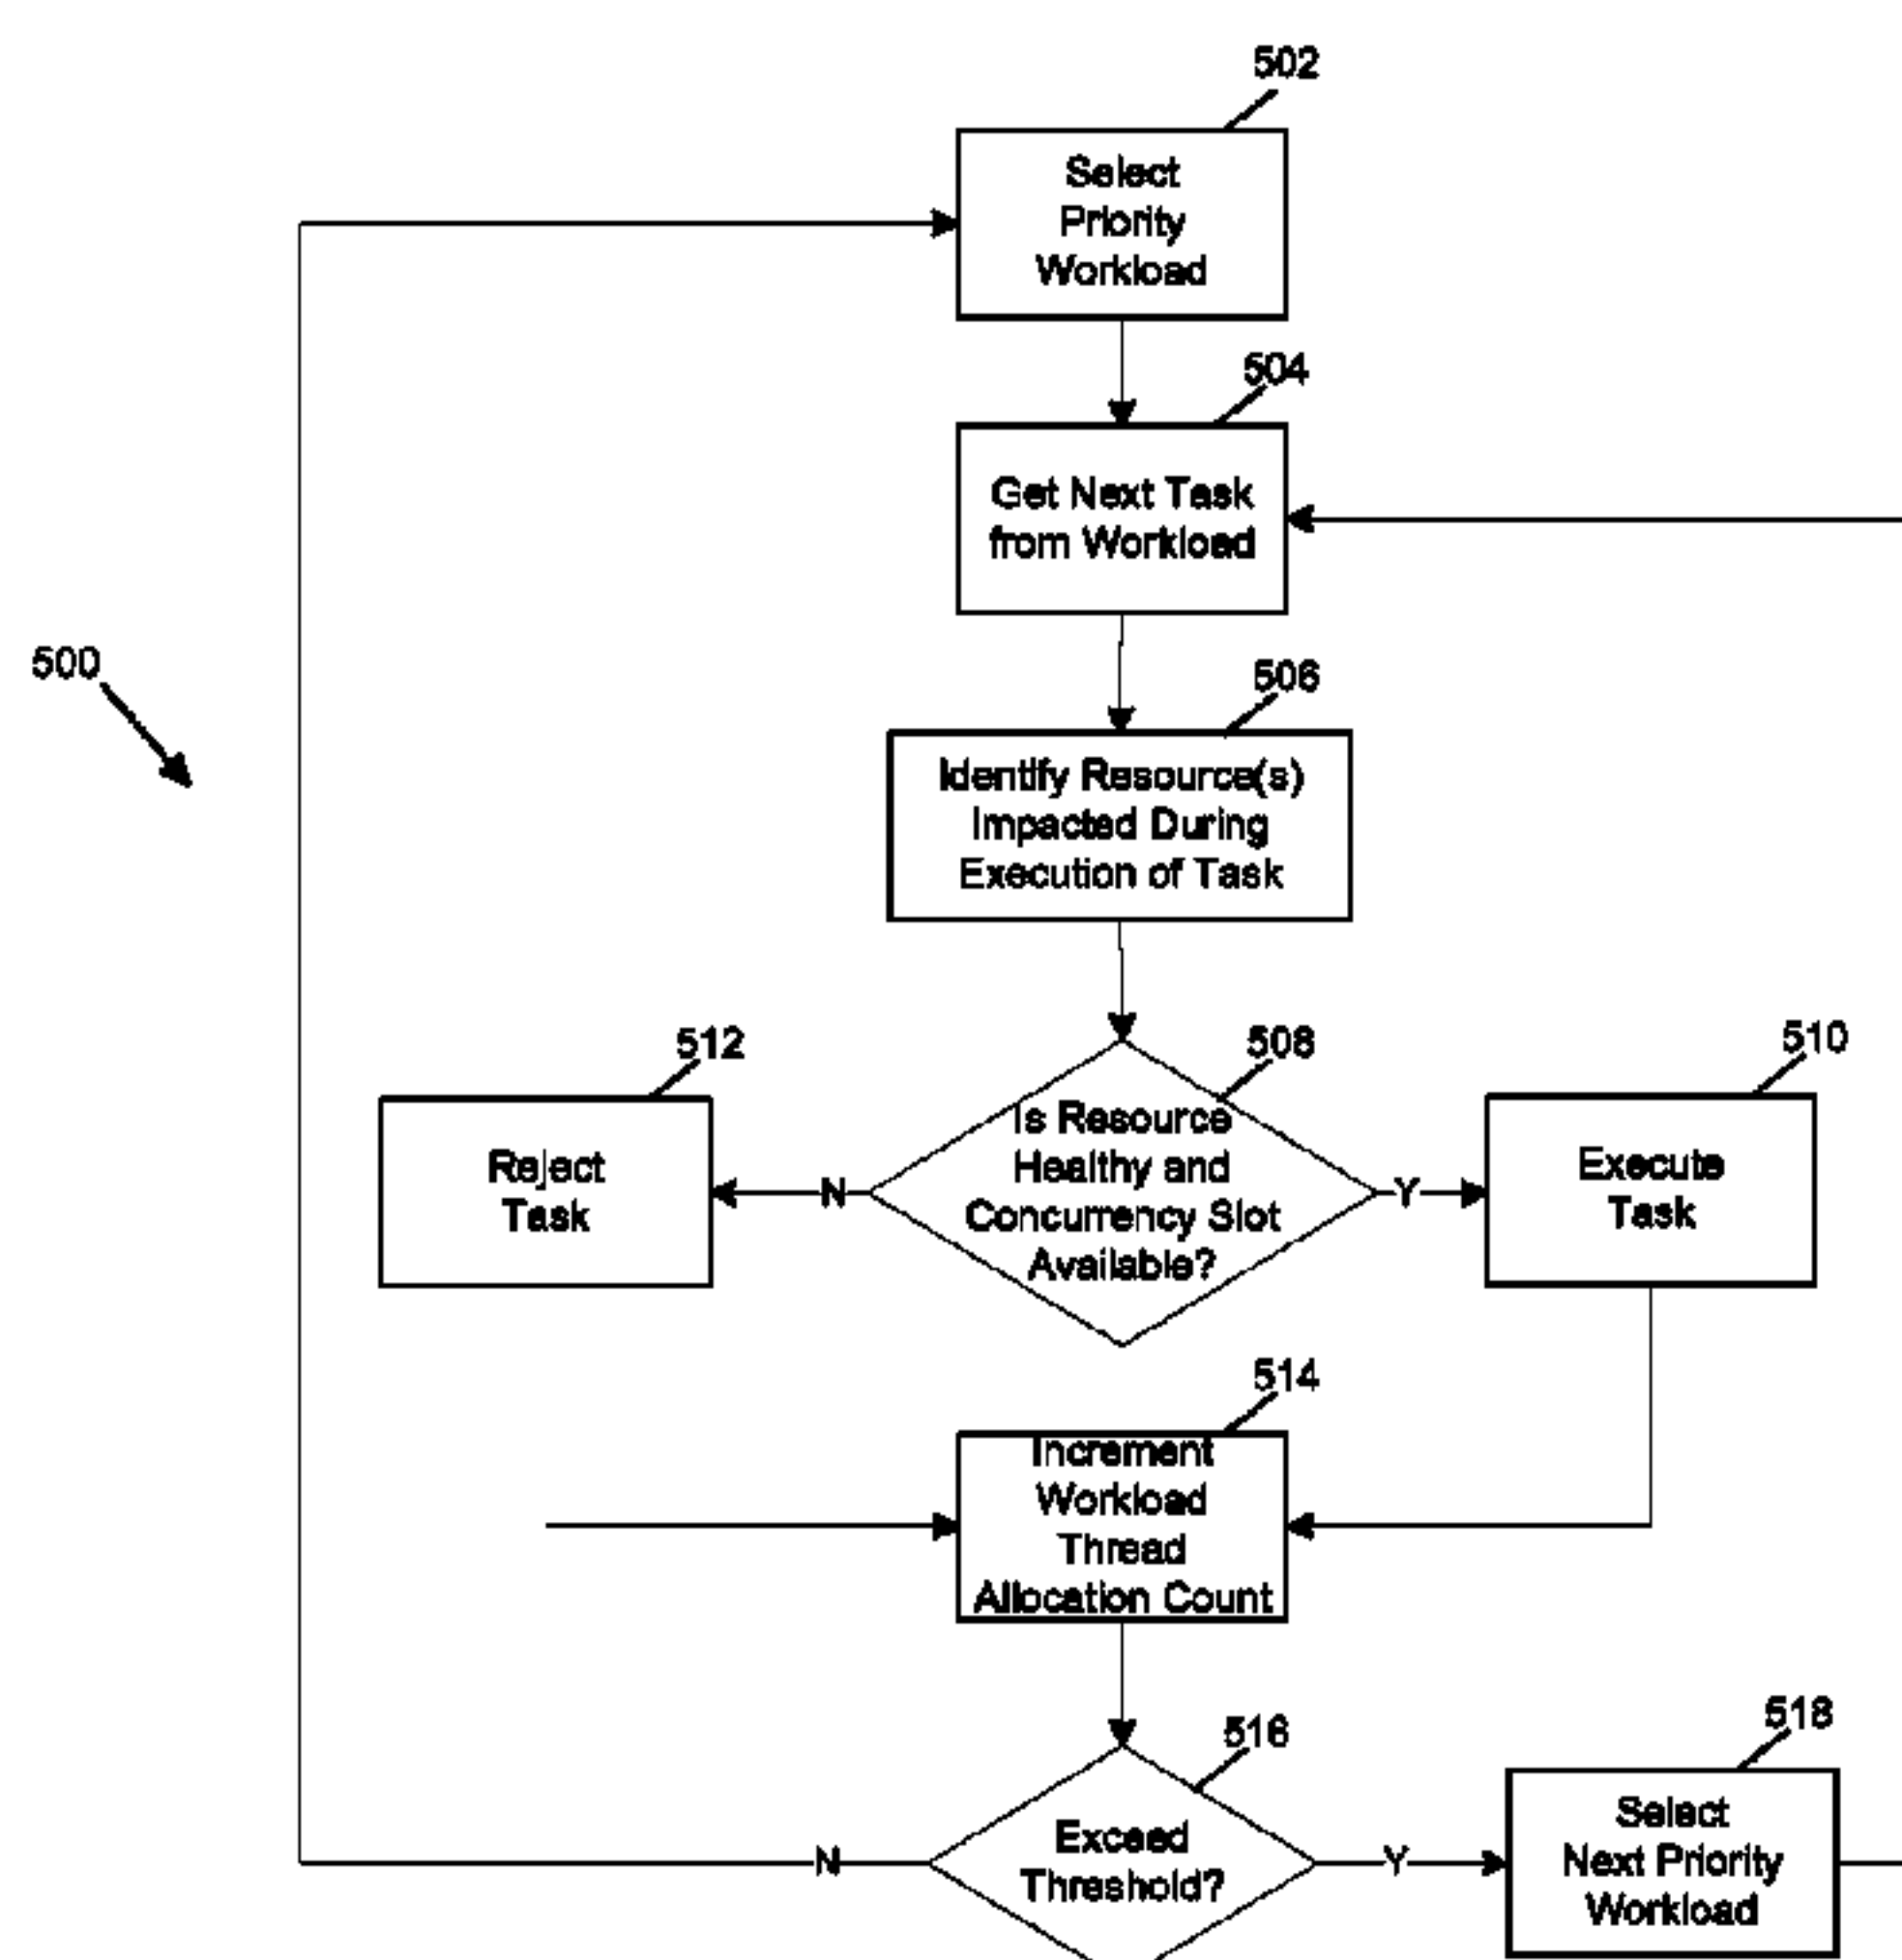 502
Select
Priority
Workload
504
Get Next Task
from Workload
500
506
Identify Resource(s)
Impacted During
Execution of Task
512
508
510
Reject
Task
N
Is Resource
Healthy and
Concurrency Slot
Available?
Y
Execute
Task
514
Increment
Workload
Thread
Allocation Count
516
518
N
Exceed
Threshold?
Y
Select
Next Priority
Workload